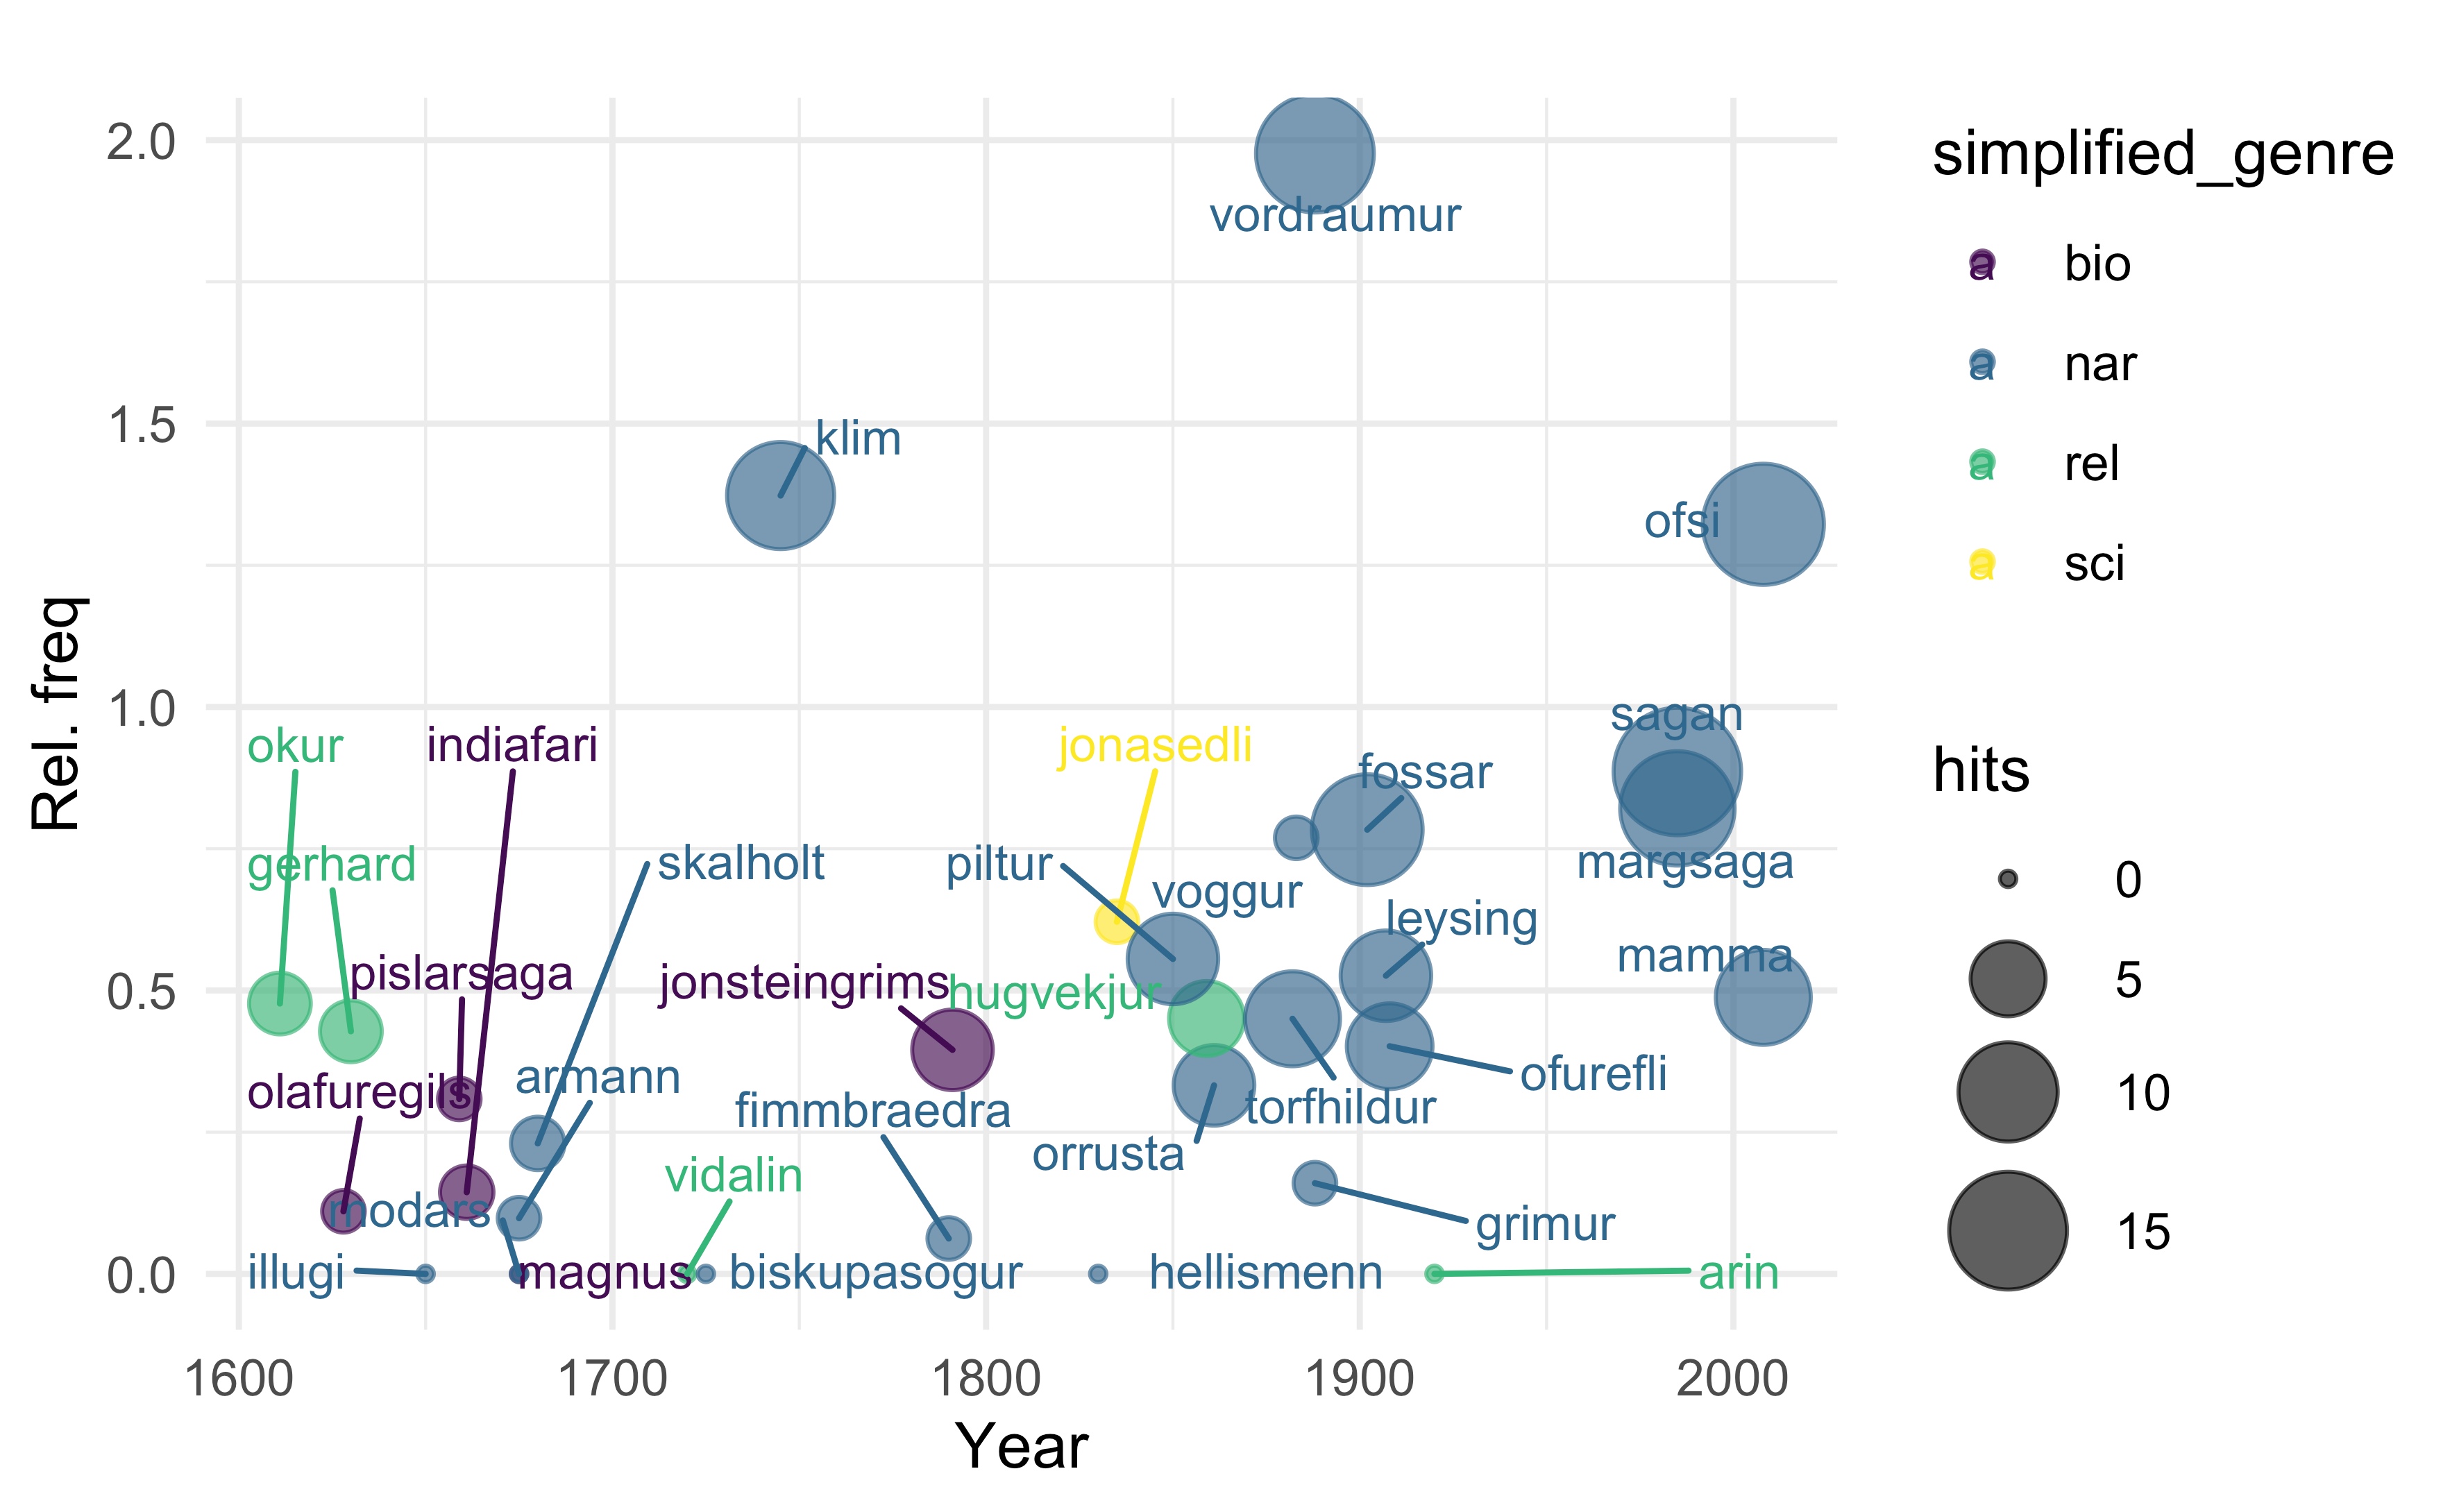 2.0
1.5
1.0
0.5
0.0
Rel. freq
vordraumur
klim
ofsi
sagan
okur
indiafari
jonasedli
fossar
gerhard
skalholt
piltur
margsaga
voggur
leysing
mamma
pislarsaga
jonsteingrims
hugvekjur
olafuregils
armann
ofurefli
fimmbraedra
torfhildur
orrusta
vidalin
modars
grimur
illugi
magnus
biskupasogur
hellismenn
arin
1600
1700
1800
1900
2000
Year
simplified_genre
a bio
a nar
a rel
a sci
hits
0
5
10
15